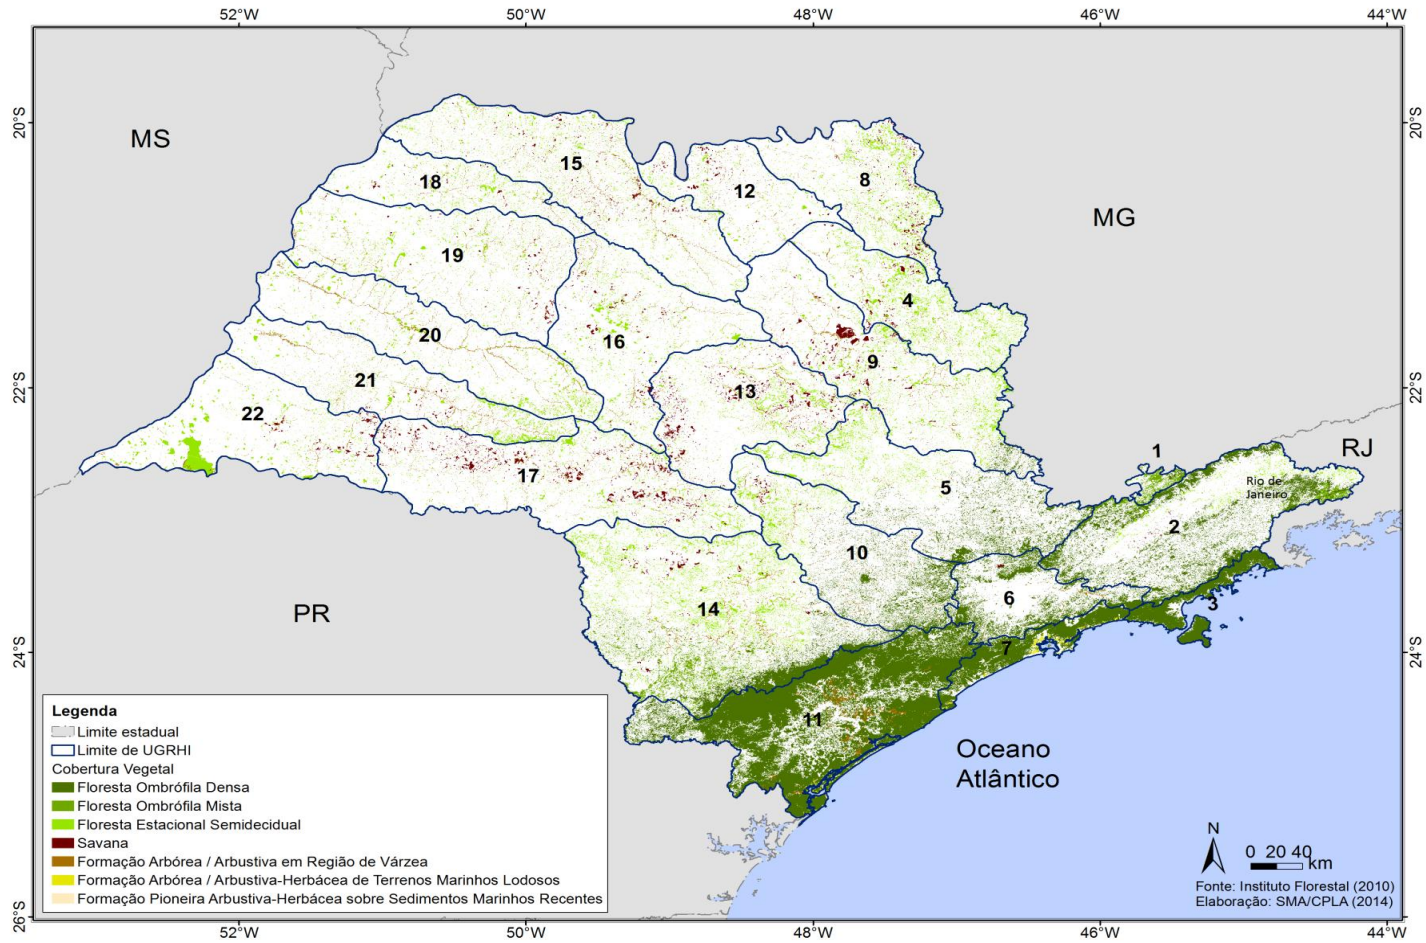 52°W
50°W
48°W
46°W
44°W
20°S
20°S
MS
15
18
12
8
MG
19
4
20
16
9
21
13
22°S
22
22°S
1
RJ
17
5
Rio de
Janeiro
2
10
6
3
14
PR
7
24°S
24°S
11
Oceano
Atlântico
Legenda
Limite estadual
Limite de UGRHI
Cobertura Vegetal
Floresta Ombrófila Densa
Floresta Ombrófila Mista
Floresta Estacional Semidecidual
Savana
Formação Arbórea / Arbustiva em Região de Várzea
Formação Arbórea / Arbustiva-Herbácea de Terrenos Marinhos Lodosos
Formação Pioneira Arbustiva-Herbácea sobre Sedimentos Marinhos Recentes
N
0 20 40
km
Fonte: Instituto Florestal (2010)
Elaboração: SMA/CPLA (2014)
26°S
26°S
52°W
50°W
48°W
46°W
44°W